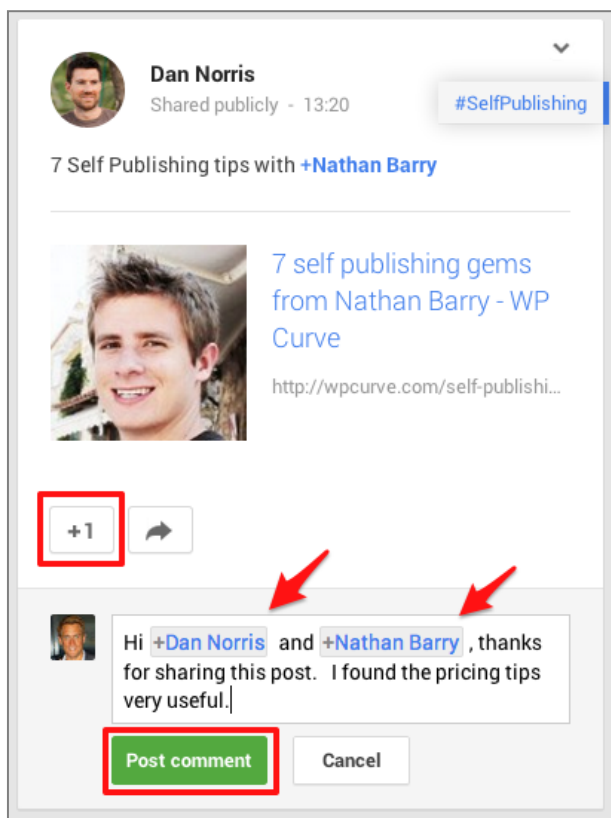 Dan Norris
Shared publicly - 13:20
#SelfPublishing
7 Self Publishing tips with +Nathan Barry
7 self publishing gems
from Nathan Barry - WP
Curve
http://wpcurve.com/self-publishi...
+1
Hi +Dan Norris and +Nathan Barry , thanks
for sharing this post. I found the pricing tips
very useful.
Post comment
Cancel